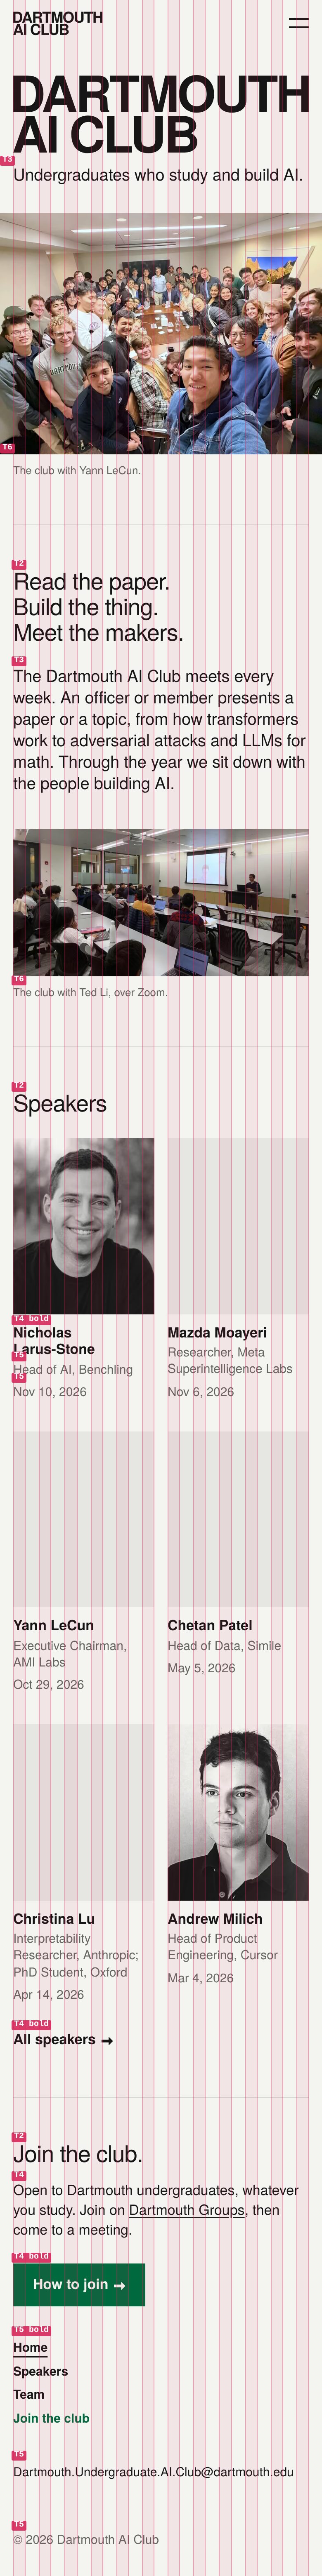 DARTMOUTH
AI CLUB
DARTMOUTH
AI CLUB
T3
Undergraduates who study and build AI.
T6
The club with Yann LeCun.
T2
Read the paper.
Build the thing.
Meet the makers.
T3
The Dartmouth AI Club meets every
week. An officer or member presents a
paper or a topic, from how transformers
work to adversarial attacks and LLMs for
math. Through the year we sit down with
the people building AI.
T6
The club with Ted Li, over Zoom.
T2
Speakers
T4 bold
Nicholas
Larus-Stone
T5
Head of AI, Benchling
T5
Nov 10, 2026
Mazda Moayeri
Researcher, Meta
Superintelligence Labs
Nov 6, 2026
Yann LeCun
Executive Chairman,
AMI Labs
Oct 29, 2026
Chetan Patel
Head of Data, Simile
May 5, 2026
Christina Lu
Interpretability
Researcher, Anthropic;
PhD Student, Oxford
Apr 14, 2026
Andrew Milich
Head of Product
Engineering, Cursor
Mar 4, 2026
T4 bold
All speakers →
T2
Join the club.
T4
Open to Dartmouth undergraduates, whatever
you study. Join on Dartmouth Groups, then
come to a meeting.
T4 bold
How to join →
T5 bold
Home
Speakers
Team
Join the club
T5
Dartmouth.Undergraduate.AI.Club@dartmouth.edu
T5
© 2026 Dartmouth AI Club